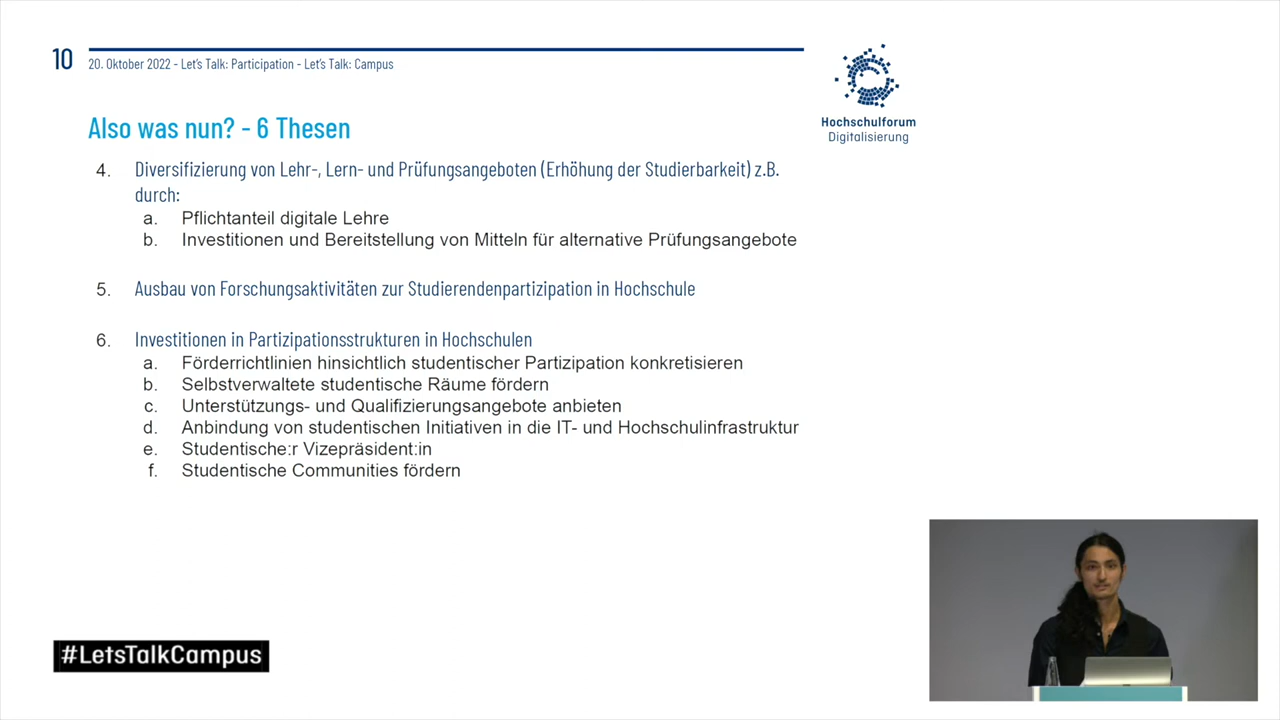 10
20. Oktober 2022 - Let's Talk: Participation - Let's Talk: Campus
Hochschulforum
Digitalisierung
Also was nun? - 6 Thesen
4. Diversifizierung von Lehr-, Lern- und Prüfungsangeboten (Erhöhung der Studierbarkeit) z.B.
durch:
a. Pflichtanteil digitale Lehre
b. Investitionen und Bereitstellung von Mitteln für alternative Prüfungsangebote
5. Ausbau von Forschungsaktivitäten zur Studierendenpartizipation in Hochschule
6. Investitionen in Partizipationsstrukturen in Hochschulen
a. Förderrichtlinien hinsichtlich studentischer Partizipation konkretisieren
b. Selbstverwaltete studentische Räume fördern
c. Unterstützungs- und Qualifizierungsangebote anbieten
d. Anbindung von studentischen Initiativen in die IT- und Hochschulinfrastruktur
e. Studentische:r Vizepräsident:in
f. Studentische Communities fördern
#LetsTalkCampus